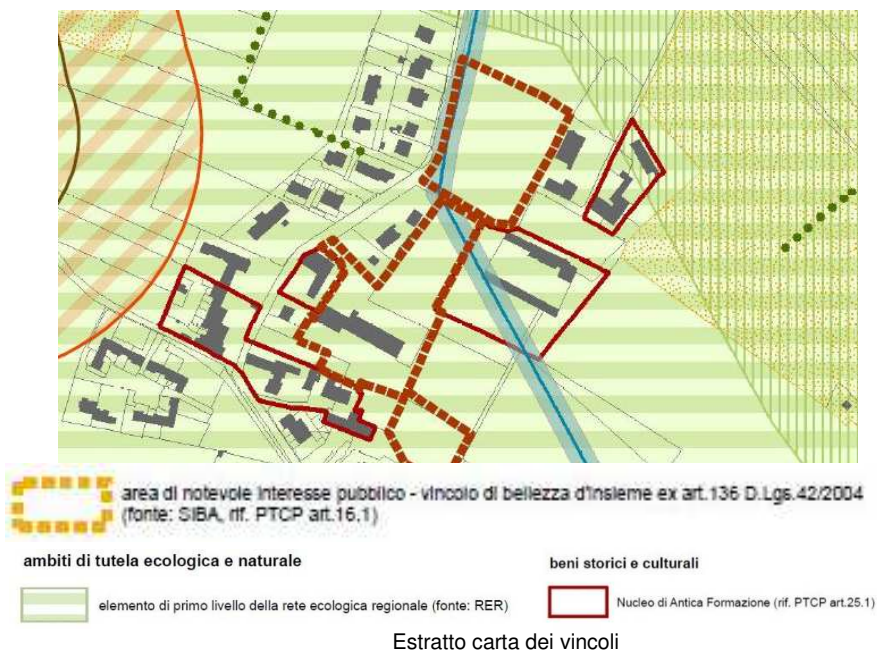 area di notevole interesse pubblico - vincolo di bellezza d'insieme ex art.136 D.Lgs.42/2004
(fonte: SIBA, rif. PTCP art.16.1)
ambiti di tutela ecologica e naturale
beni storici e culturali
elemento di primo livello della rete ecologica regionale (fonte: RER)
Nucleo di Antica Formazione (rif. PTCP art.25.1)
Estratto carta dei vincoli